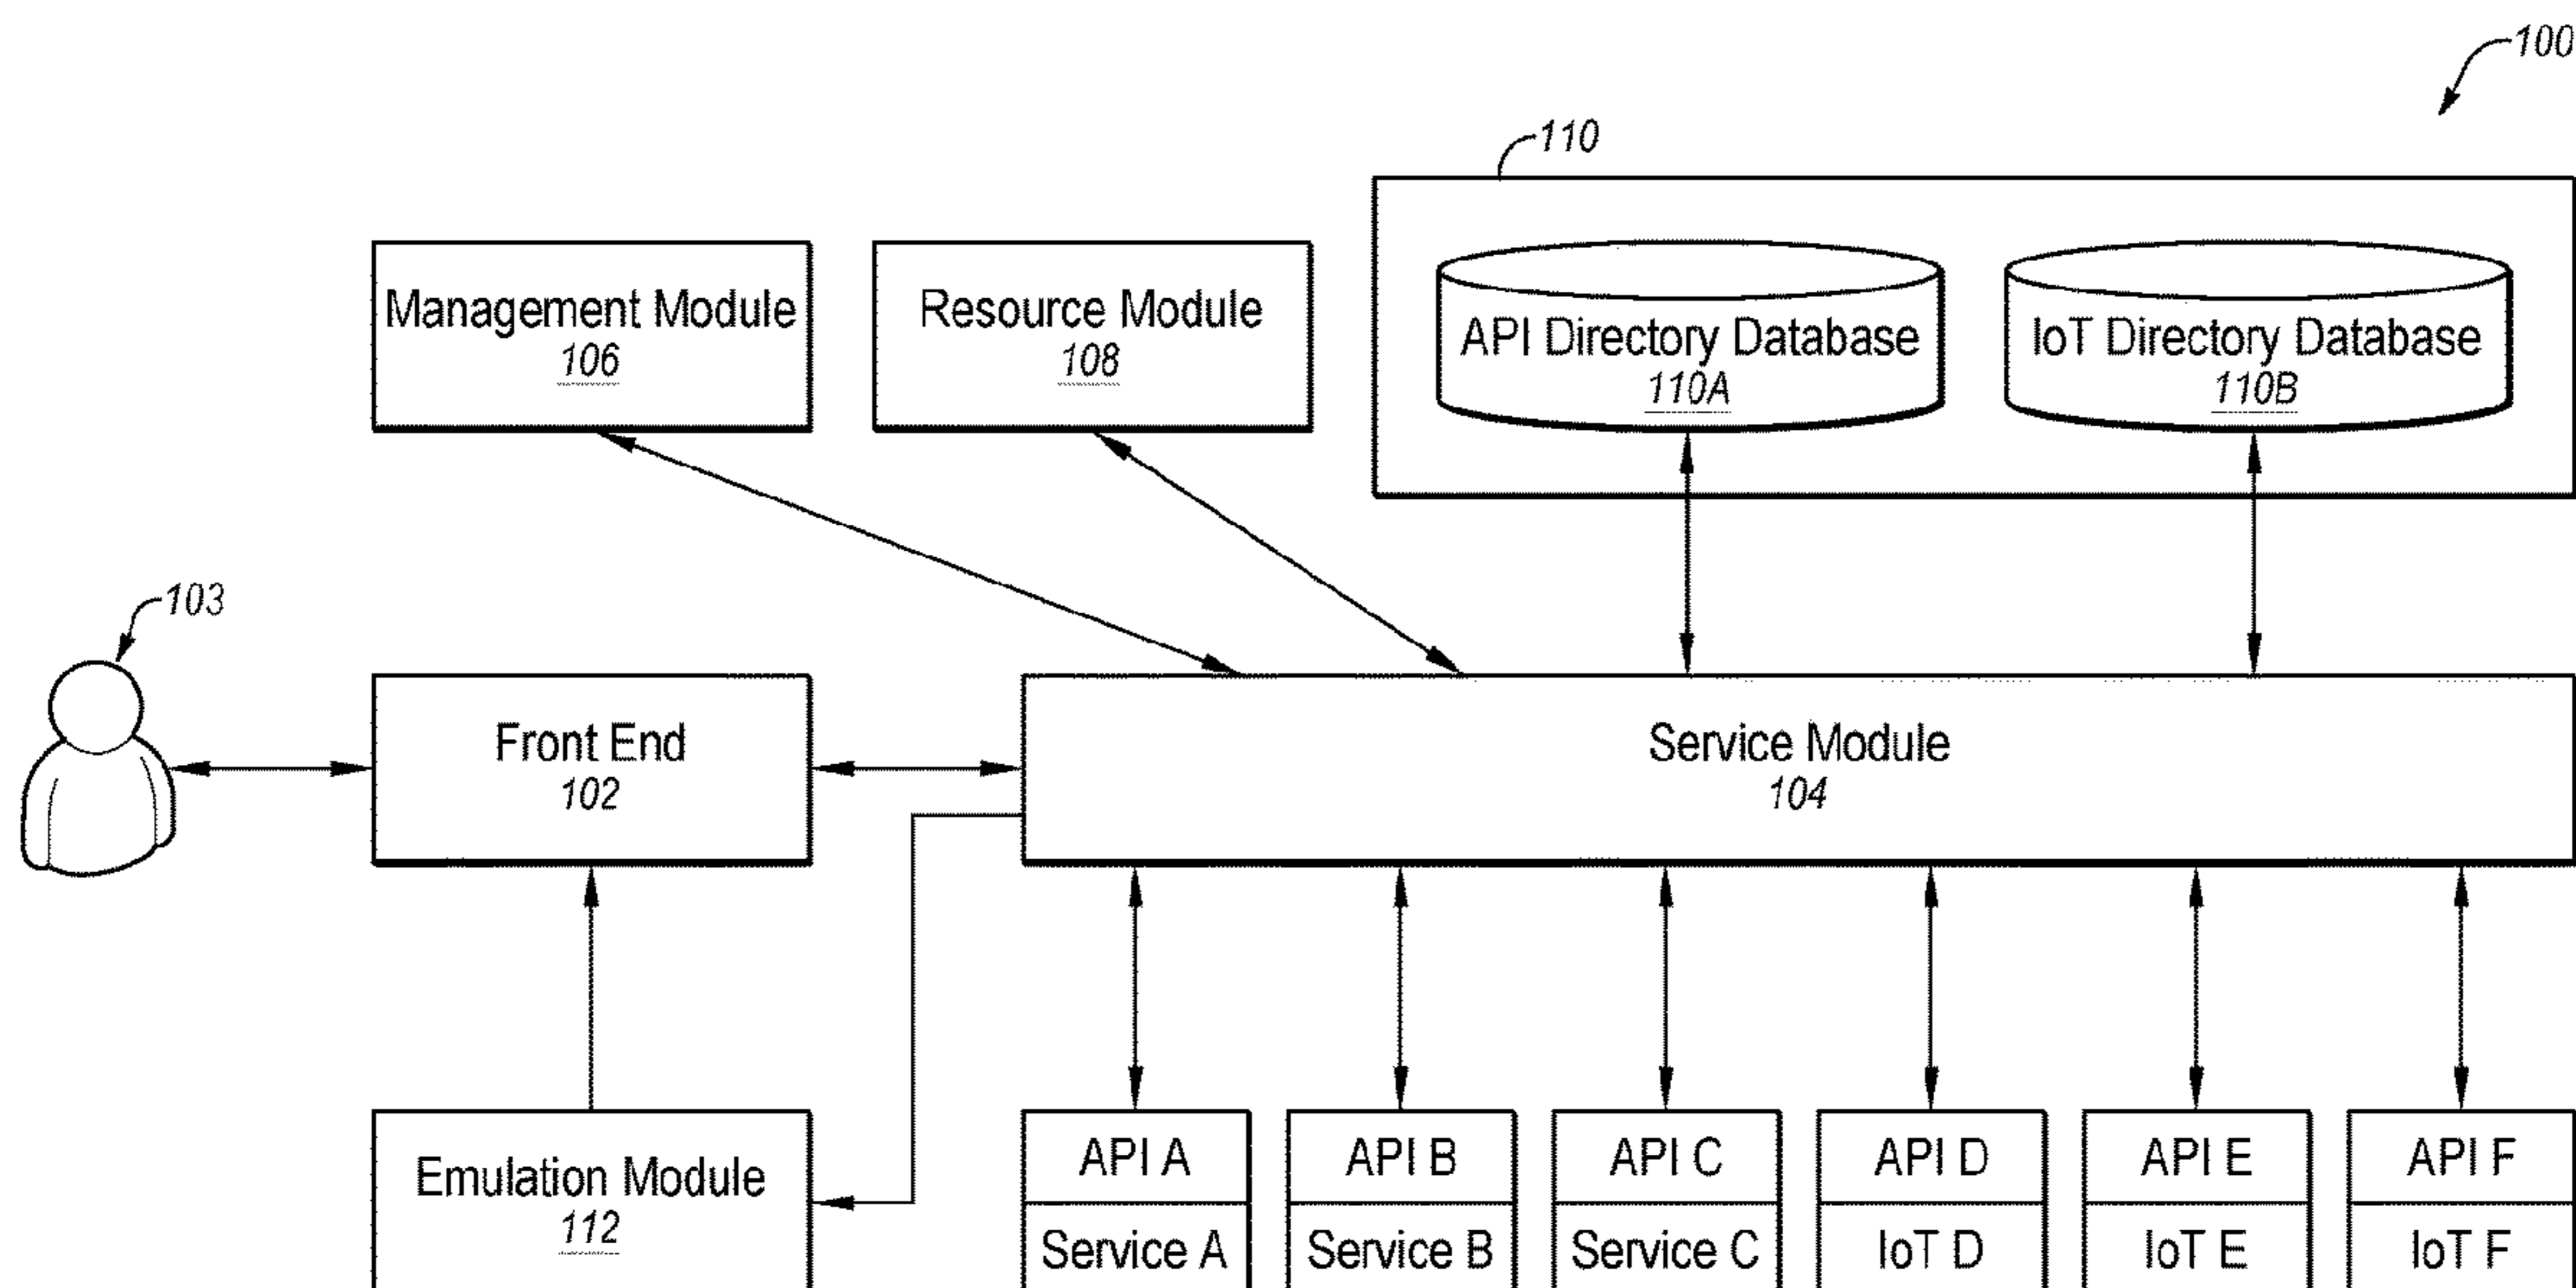 100
110
Management Module
106
Resource Module
108
API Directory Database
110A
IoT Directory Database
110B
103
Front End
102
Service Module
104
Emulation Module
112
API A
Service A
API B
Service B
API C
Service C
API D
IoT D
API E
IoT E
API F
IoT F